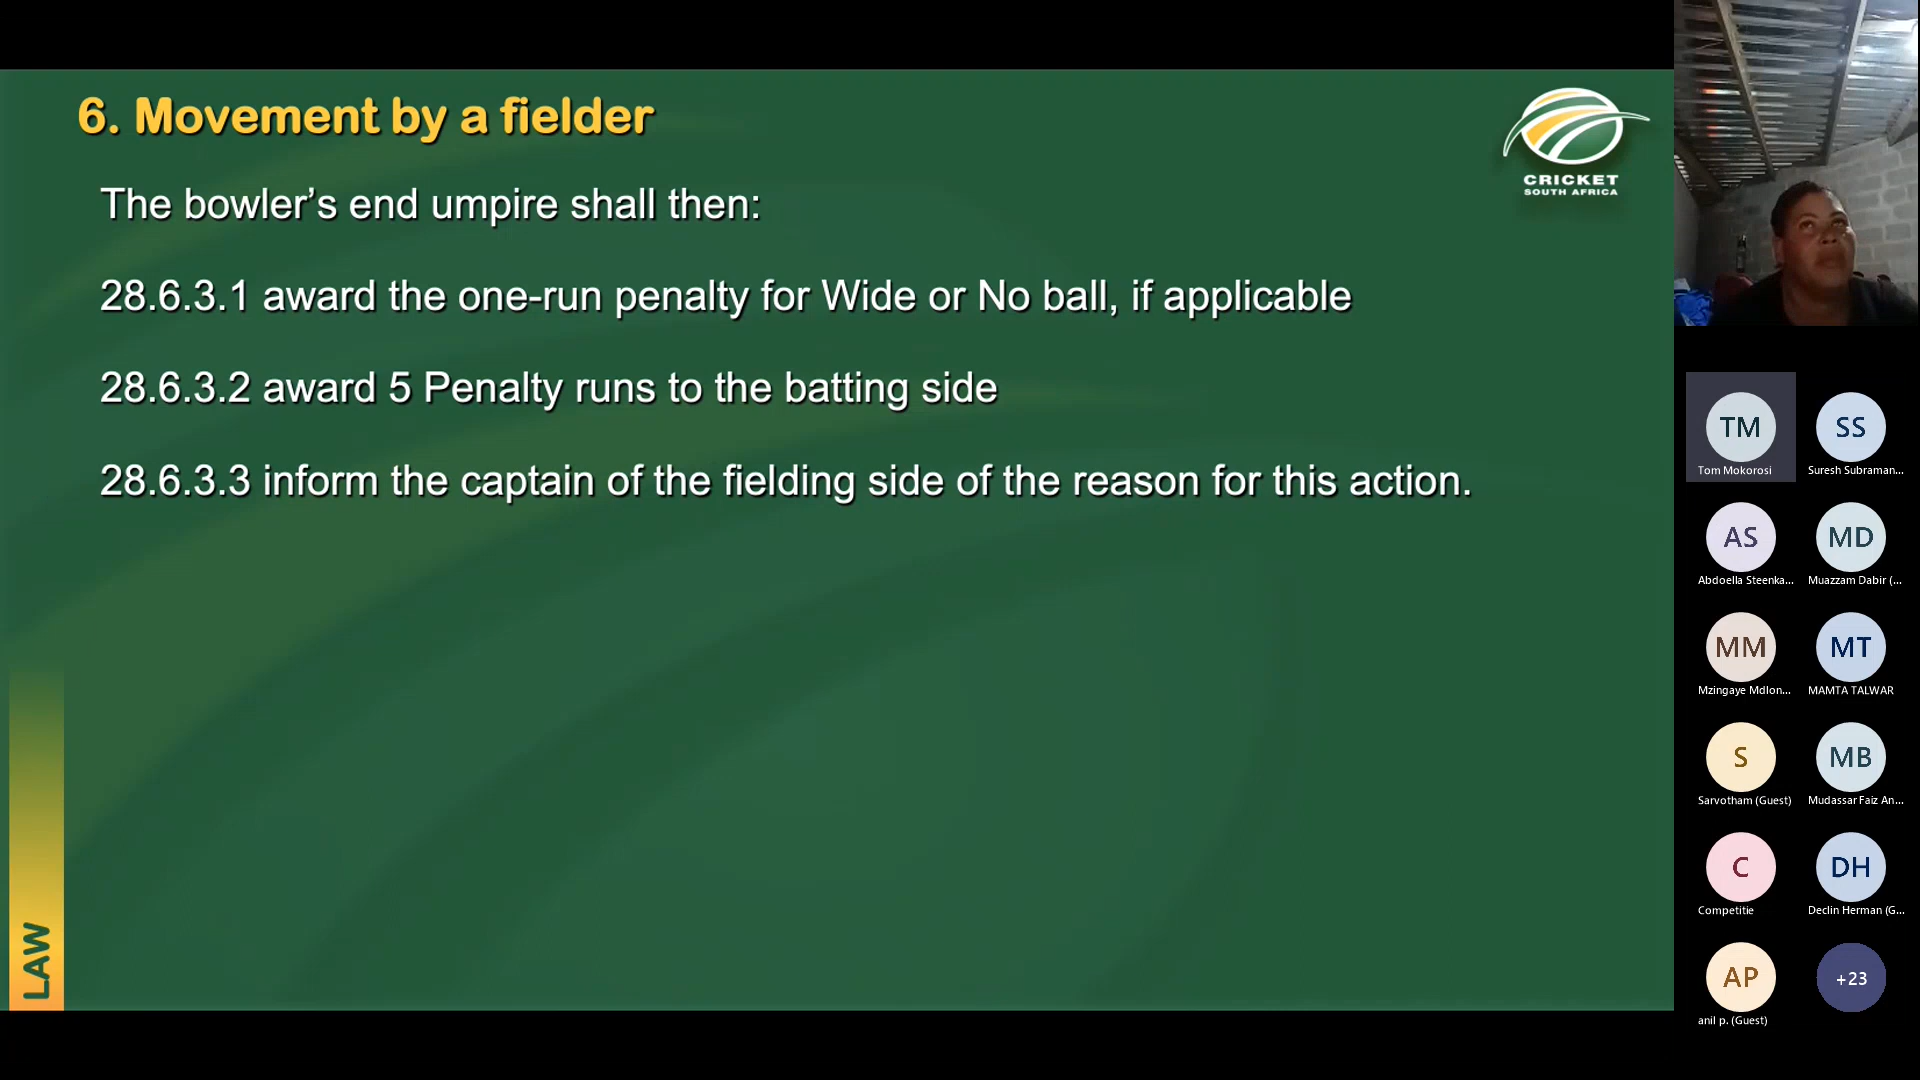 6. Movement by a fielder
The bowler’s end umpire shall then:
28.6.3.1 award the one-run penalty for Wide or No ball, if applicable
28.6.3.2 award 5 Penalty runs to the batting side
28.6.3.3 inform the captain of the fielding side of the reason for this action.
LAW
CRICKET
SOUTH AFRICA
TM
Tom Mokorosi
SS
Suresh Subraman...
AS
Abdoella Steenka...
MD
Muazzam Dabir (...
MM
Mzingaye Mdlon...
MT
MAMTA TALWAR
S
Sarvotham (Guest)
MB
Mudassar Faiz An...
C
Competitie
DH
Declin Herman (G...
AP
anil p. (Guest)
+23